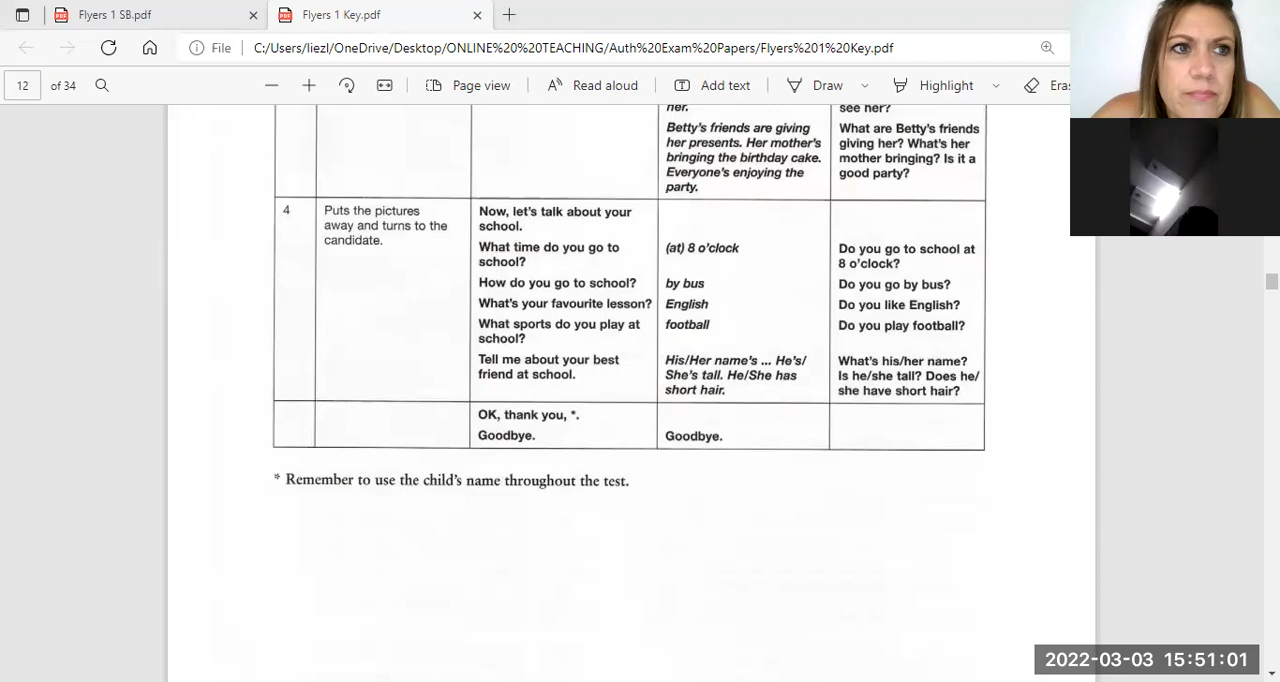 Flyers 1 SB.pdf
Flyers 1 Key.pdf
File C:/Users/liezl/OneDrive/Desktop/ONLINE%20%20TEACHING/Auth%20Exam%20Papers/Flyers%201%20Key.pdf
12 of 34
Page view
Read aloud
Add text
Draw
Highlight
Eras
her.
Betty's friends are giving
her presents. Her mother's
bringing the birthday cake.
Everyone's enjoying the
party.
see her?
What are Betty's friends
giving her? What's her
mother bringing? Is it a
good party?
4
Puts the pictures
away and turns to the
candidate.
Now, let's talk about your
school.
What time do you go to
school?
(at) 8 o'clock
Do you go to school at
8 o'clock?
How do you go to school?
by bus
Do you go by bus?
What's your favourite lesson?
English
Do you like English?
What sports do you play at
school?
football
Do you play football?
Tell me about your best
friend at school.
His/Her name's ... He's/
She's tall. He/She has
short hair.
What's his/her name?
Is he/she tall? Does he/
she have short hair?
OK, thank you, *.
Goodbye.
Goodbye.
* Remember to use the child's name throughout the test.
2022-03-03 15:51:01